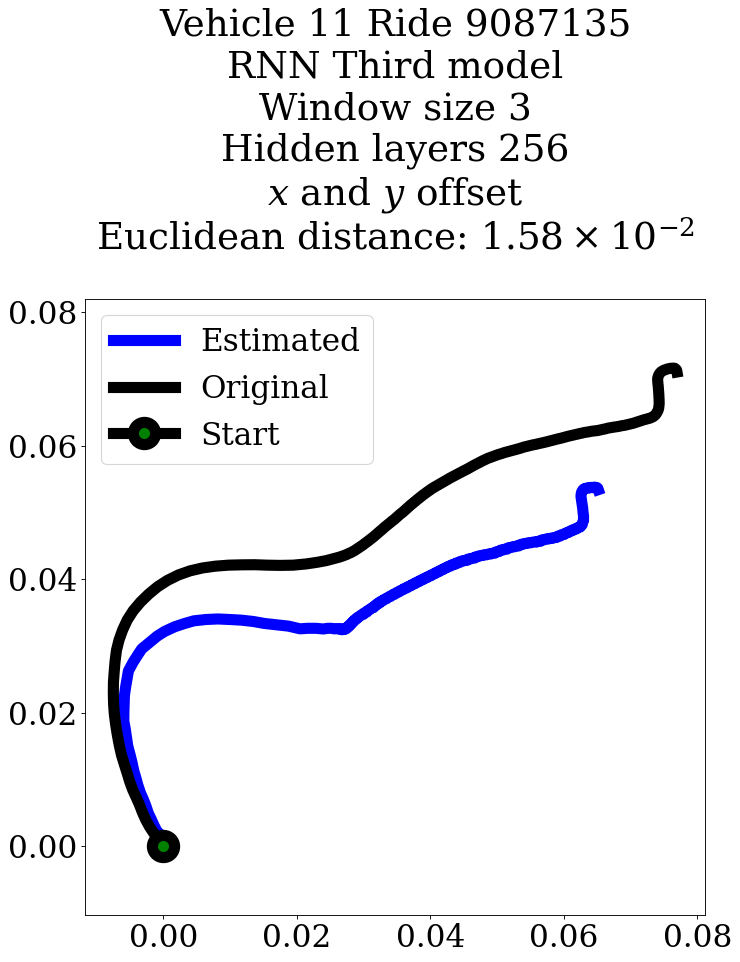 Vehicle 11 Ride 9087135
RNN Third model
Window size 3
Hidden layers 256
x and y offset
Euclidean distance: 1.58 × 10⁻²
Estimated
Original
Start
0.08
0.06
0.04
0.02
0.00
0.00 0.02 0.04 0.06 0.08